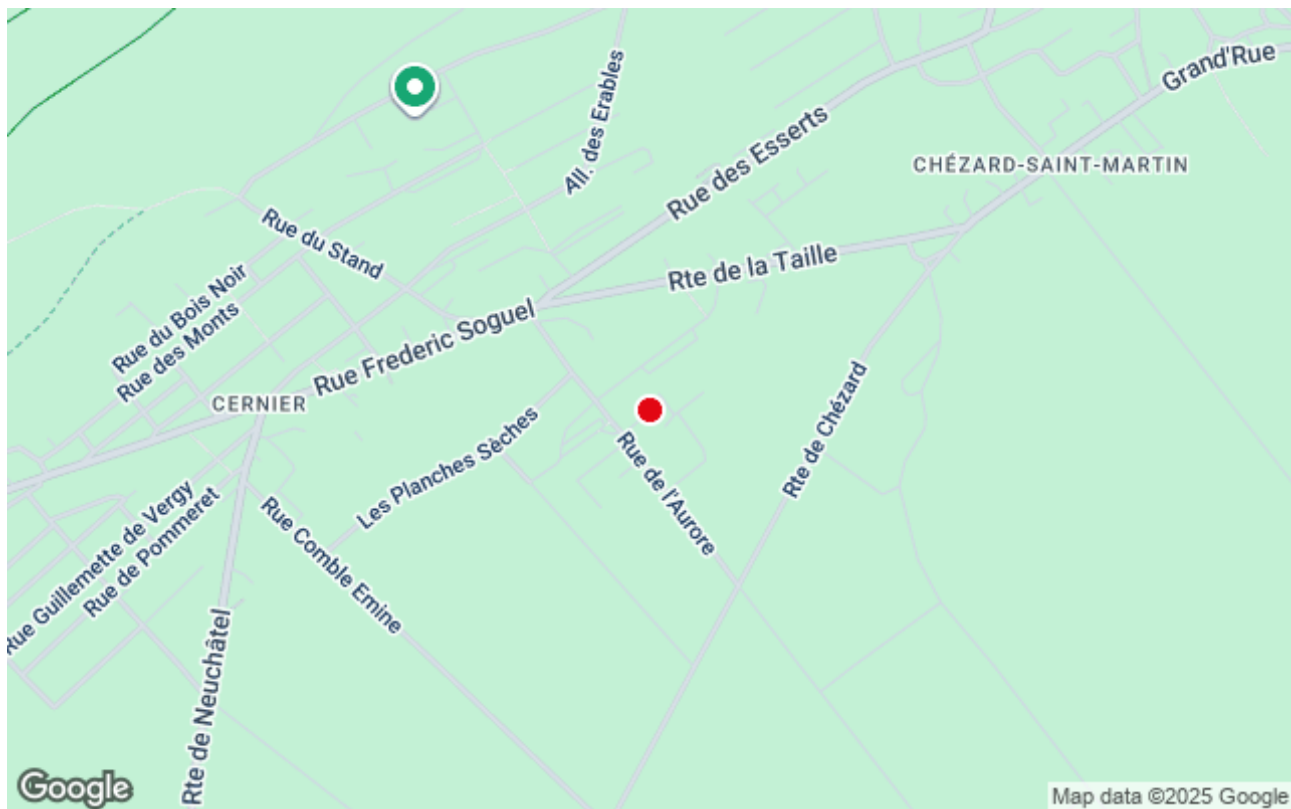 All. des Erables
Grand'Rue
Rue des Esserts
CHÉZARD-SAINT-MARTIN
Rue du Stand
Rte de la Taille
Rue du Bois Noir
Rue des Monts
Rue Frederic Soguel
CERNIER
Les Planches Sèches
Rue de l'Aurore
Rte de Chézard
Rue Guillemette de Vergy
Rue de Pommeret
Rue Comble Emine
Rte de Neuchâtel
Google
Map data ©2025 Google